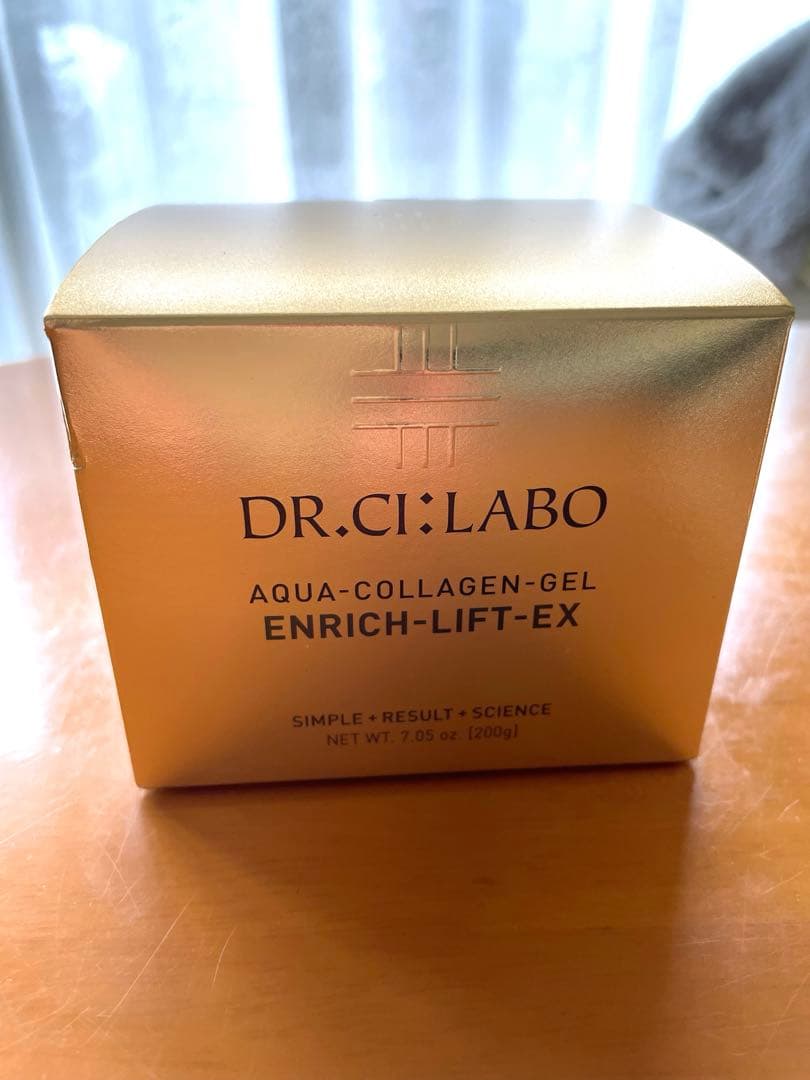 DR.CI:LABO
AQUA-COLLAGEN-GEL
ENRICH-LIFT-EX
SIMPLE + RESULT + SCIENCE
NET WT. 7.05 oz. [200g]